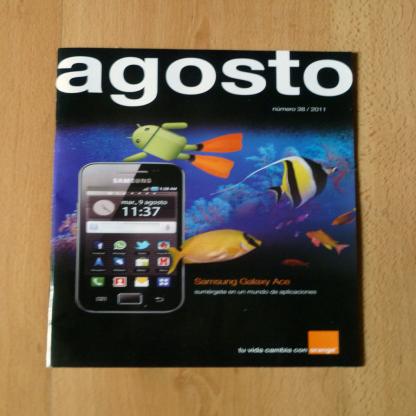 agosto
número 38 / 2011
SAMSUNG
mar, 9 agosto
11:37
Samsung Galaxy Ace
sumérgete en un mundo de aplicaciones
tu vida cambia con orange